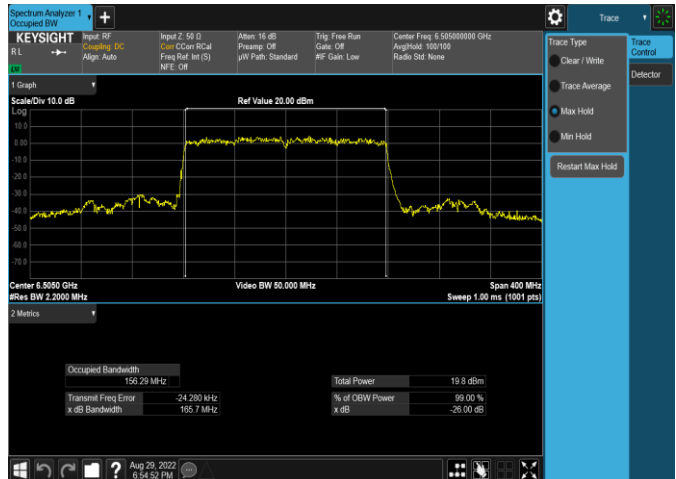 Spectrum Analyzer 1
Occupied BW
Trace
KEYSIGHT
RL
Input: RF
Coupling: DC
Align: Auto
Input Z: 50 Ω
Corr CCorr RCal
Freq Ref: Int (S)
NFE: Off
Atten: 16 dB
Preamp: Off
µW Path: Standard
Trig: Free Run
Gate: Off
#IF Gain: Low
Center Freq: 6.505000000 GHz
Avg|Hold: 100/100
Radio Std: None
Trace Type
Clear / Write
Trace Average
Max Hold
Min Hold
Restart Max Hold
Trace Control
Detector
1 Graph
Scale/Div 10.0 dB
Ref Value 20.00 dBm
Log
10.0
0.00
-10.0
-20.0
-30.0
-40.0
-50.0
-60.0
-70.0
Center 6.5050 GHz
#Res BW 2.2000 MHz
Video BW 50.000 MHz
Span 400 MHz
Sweep 1.00 ms (1001 pts)
2 Metrics
Occupied Bandwidth
156.29 MHz
Transmit Freq Error -24.280 kHz
x dB Bandwidth 165.7 MHz
Total Power 19.8 dBm
% of OBW Power 99.00 %
x dB -26.00 dB
Aug 29, 2022
6:54:52 PM